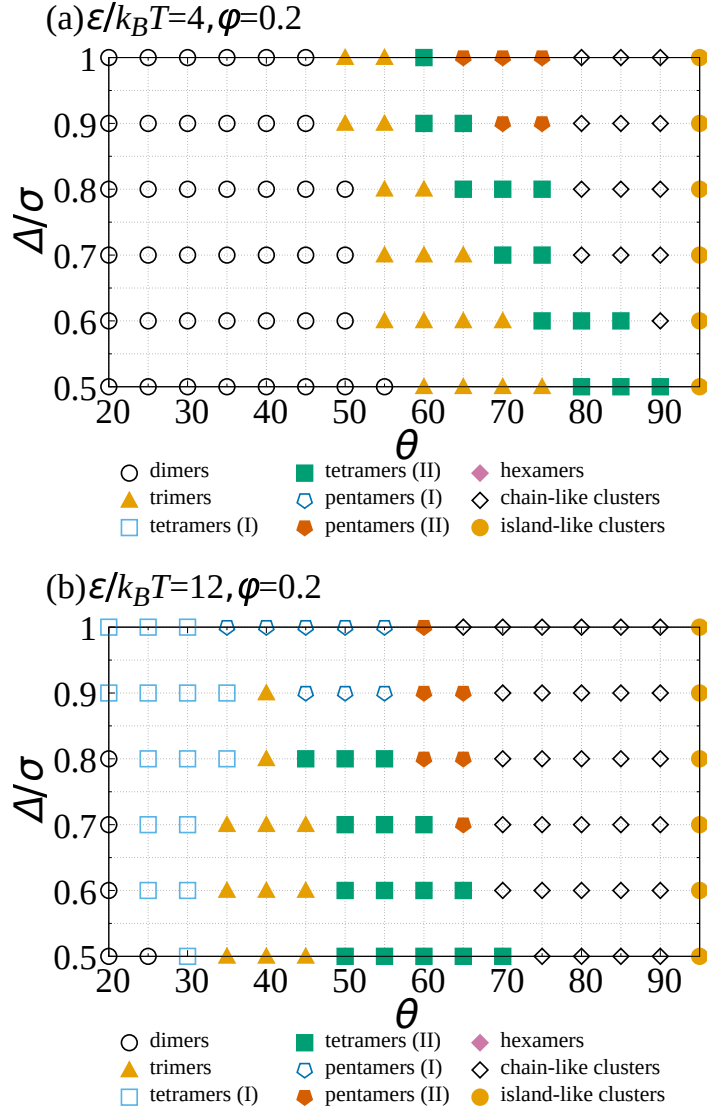 (a) ε/k_BT=4, φ=0.2
1
0.9
0.8
0.7
0.6
0.5
Δ/σ
20 30 40 50 60 70 80 90
θ
dimers tetramers (II) hexamers
trimers pentamers (I) chain-like clusters
tetramers (I) pentamers (II) island-like clusters
(b) ε/k_BT=12, φ=0.2
1
0.9
0.8
0.7
0.6
0.5
Δ/σ
20 30 40 50 60 70 80 90
θ
dimers tetramers (II) hexamers
trimers pentamers (I) chain-like clusters
tetramers (I) pentamers (II) island-like clusters